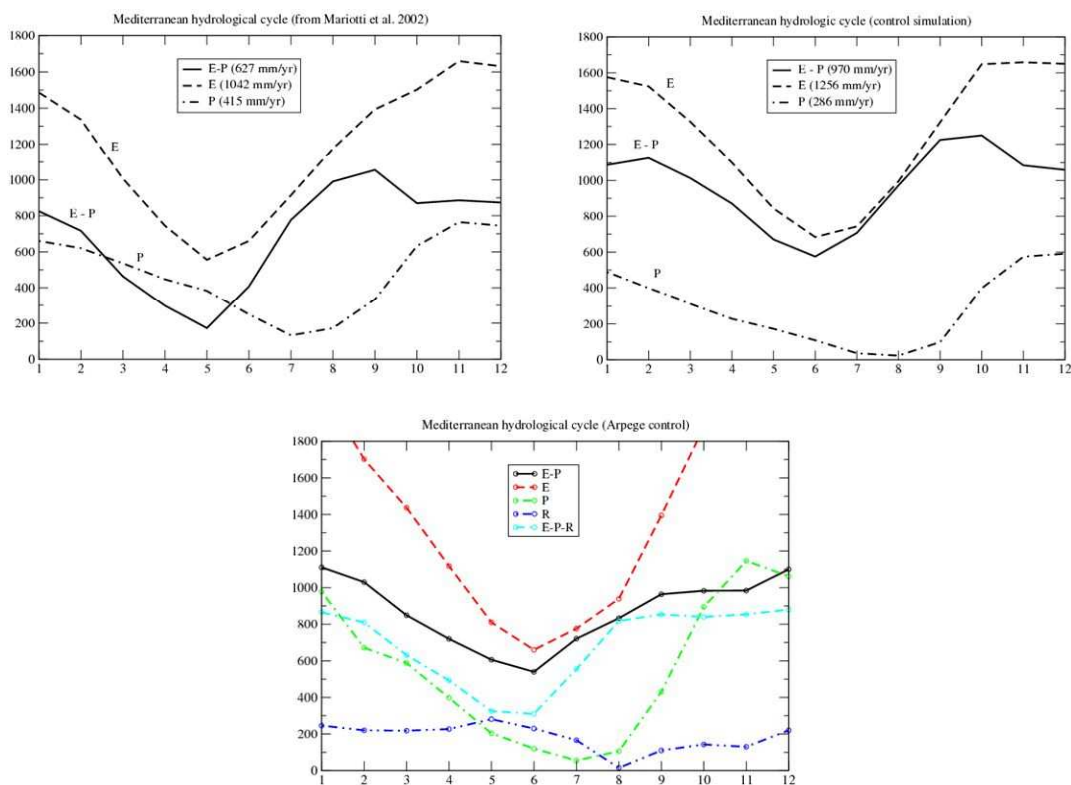 Mediterranean hydrological cycle (from Mariotti et al. 2002)
1800
1600
1400
1200
1000
800
600
400
200
0
1 2 3 4 5 6 7 8 9 10 11 12
E-P (627 mm/yr)
E (1042 mm/yr)
P (415 mm/yr)
E
E - P
P
Mediterranean hydrologic cycle (control simulation)
1800
1600
1400
1200
1000
800
600
400
200
0
1 2 3 4 5 6 7 8 9 10 11 12
E - P (970 mm/yr)
E (1256 mm/yr)
P (286 mm/yr)
E
E - P
P
Mediterranean hydrological cycle (Arpege control)
1800
1600
1400
1200
1000
800
600
400
200
0
1 2 3 4 5 6 7 8 9 10 11 12
E-P
E
P
R
E-P-R